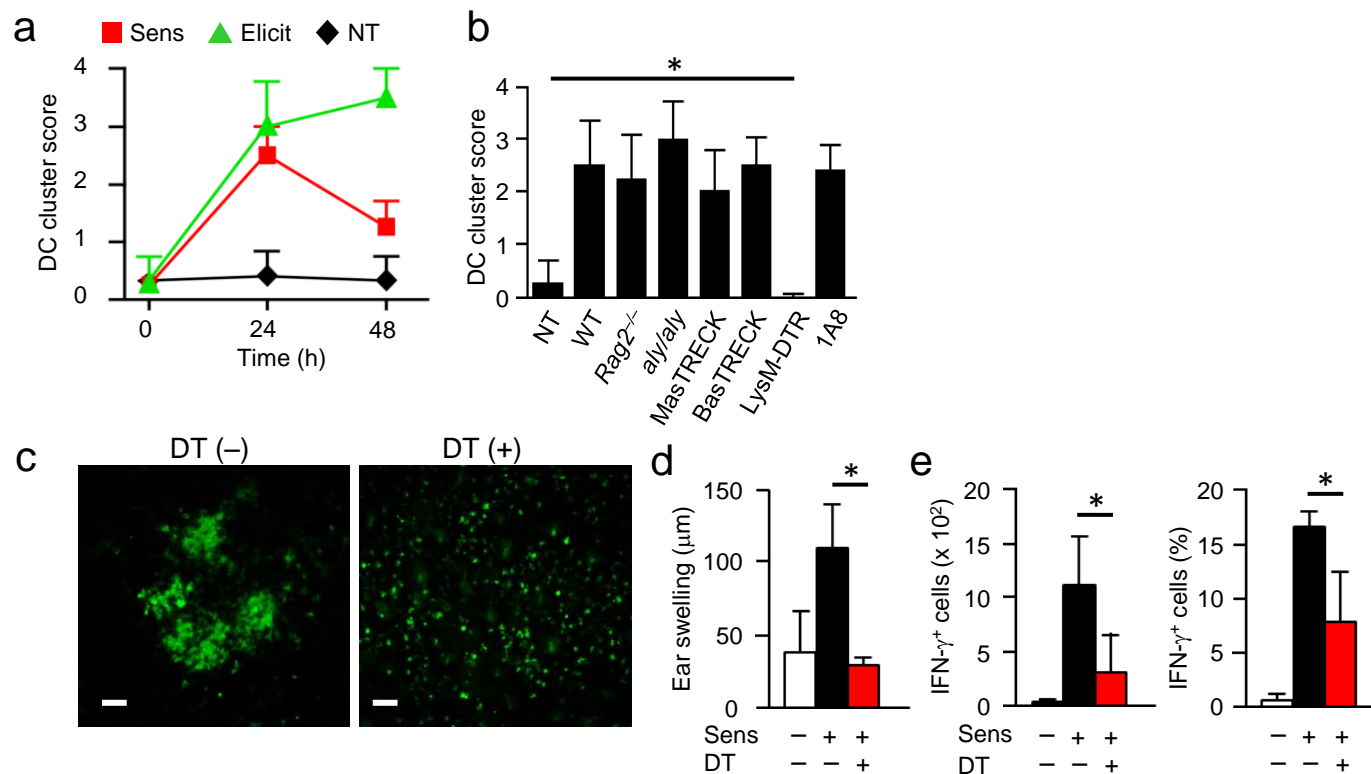 a
Sens Elicit NT
DC cluster score
4
3
2
1
0
0 24 48
Time (h)
b
*
DC cluster score
4
3
2
1
0
NT WT Rag2–/– aly/aly MasTRECK BasTRECK LysM-DTR 1A8
c
DT (–) DT (+)
d
*
Ear swelling (μm)
150
100
50
0
Sens – + +
DT – – +
e
*
IFN-γ+ cells (x 10²)
20
15
10
5
0
Sens – + +
DT – – +
*
IFN-γ+ cells (%)
20
15
10
5
0
– + +
– – +